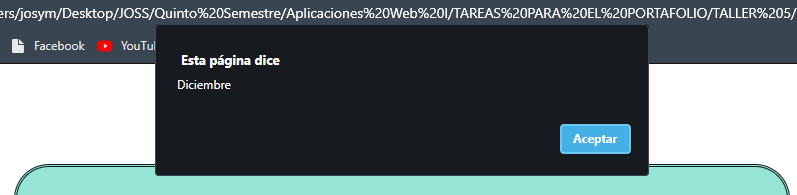 ers/josym/Desktop/JOSS/Quinto%20Semestre/Aplicaciones%20Web%20I/TAREAS%20PARA%20EL%20PORTAFOLIO/TALLER%205/
Facebook YouTu
Esta página dice
Diciembre
Aceptar